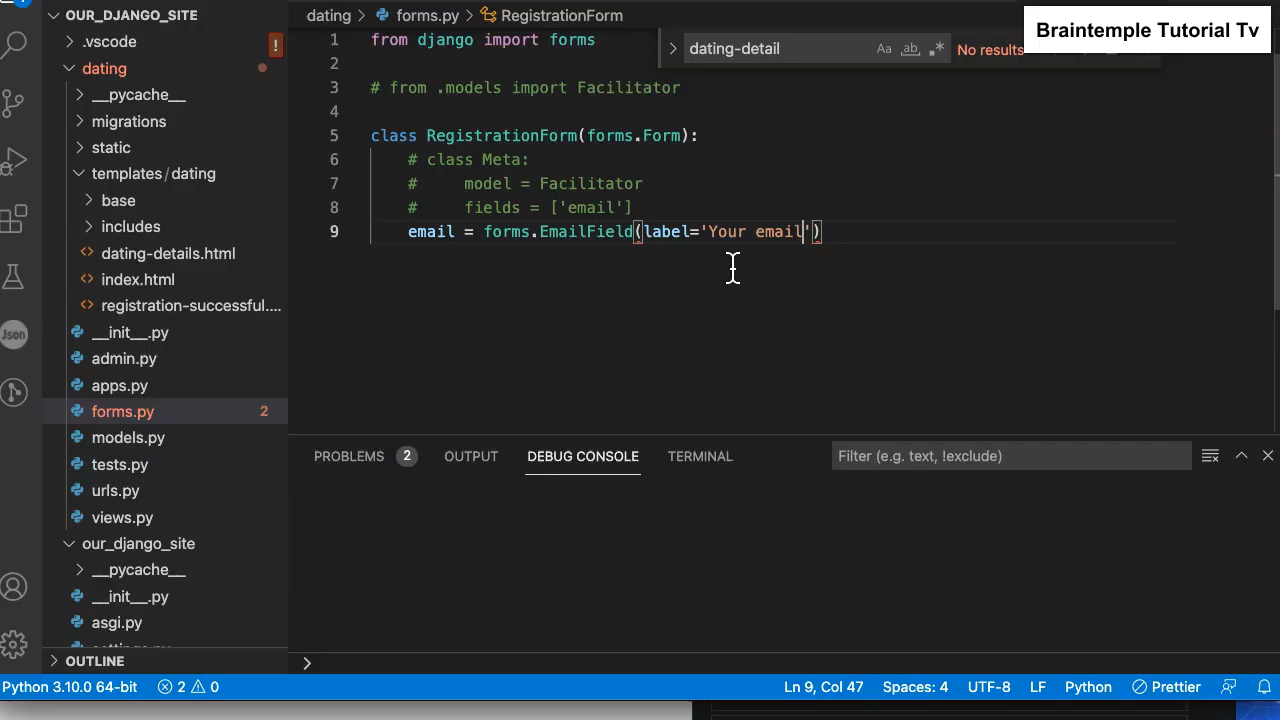 OUR_DJANGO_SITE
.vscode
!
dating
__pycache__
migrations
static
templates/dating
base
includes
dating-details.html
index.html
registration-successful....
__init__.py
admin.py
apps.py
forms.py 2
models.py
tests.py
urls.py
views.py
our_django_site
__pycache__
__init__.py
asgi.py
OUTLINE
Json
dating > forms.py > RegistrationForm
dating-detail
Aa ab .*
No results
Braintemple Tutorial Tv
1 from django import forms
2
3 # from .models import Facilitator
4
5 class RegistrationForm(forms.Form):
6 # class Meta:
7 #     model = Facilitator
8 #     fields = ['email']
9 email = forms.EmailField(label='Your email')
PROBLEMS 2 OUTPUT DEBUG CONSOLE TERMINAL
Filter (e.g. text, !exclude)
Python 3.10.0 64-bit 2 0 Ln 9, Col 47 Spaces: 4 UTF-8 LF Python Prettier